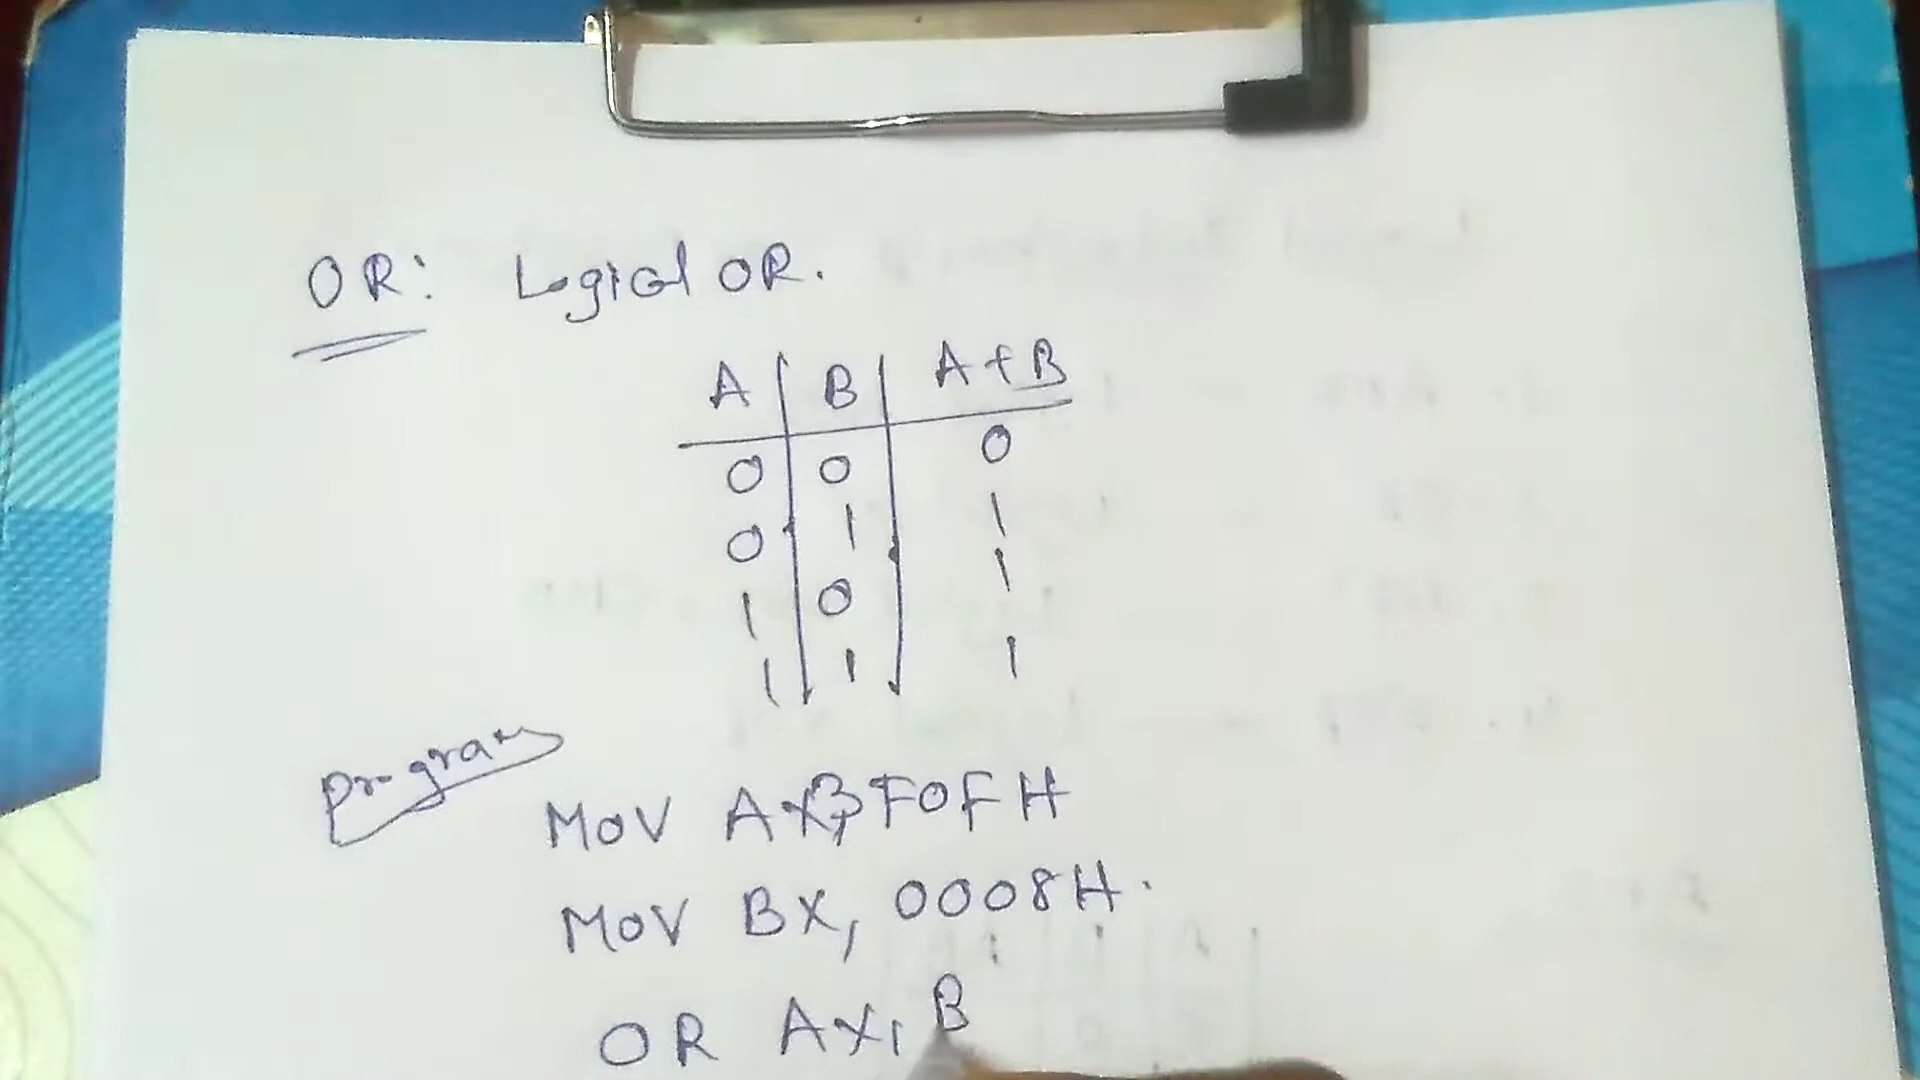 OR: Logical OR.
A B A+B
0 0 0
0 1 1
1 0 1
1 1 1
Program
MOV AX, 3F0FH
MOV BX, 0008H.
OR AX, B